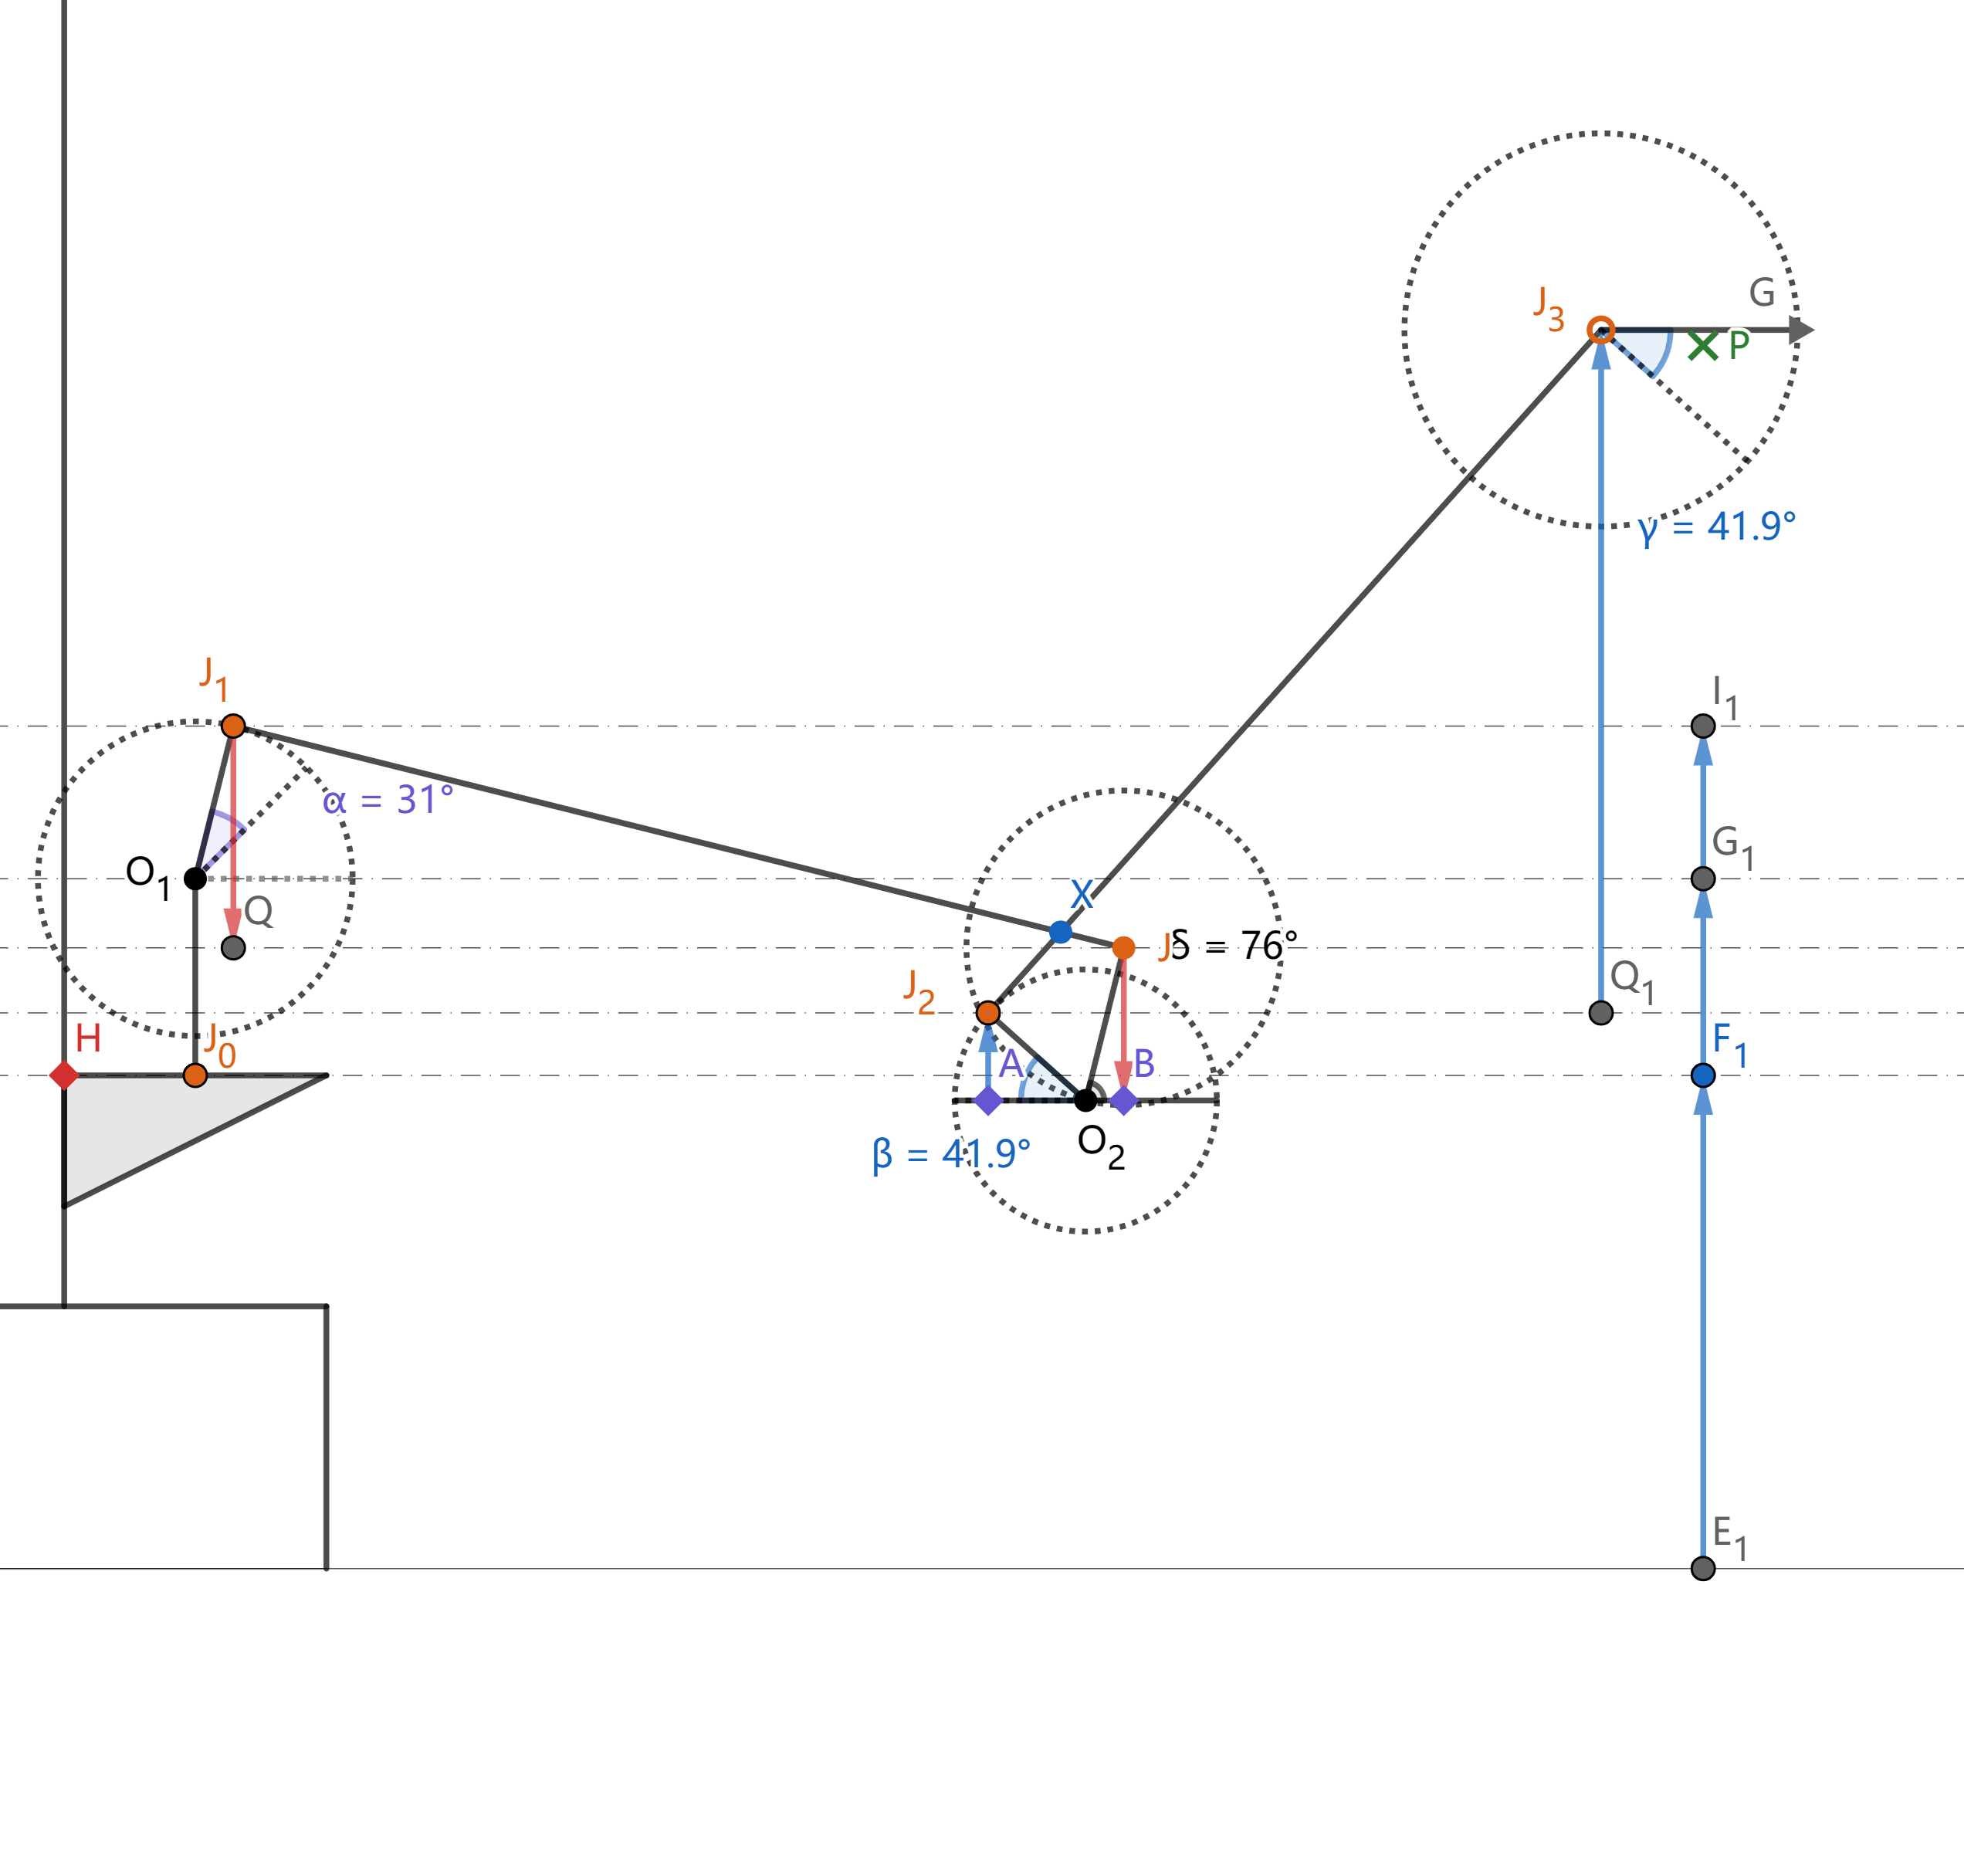 G
J₃
P
γ = 41.9°
J₁
I₁
α = 31°
G₁
O₁
X
Q
J
δ = 76°
J₂
Q₁
H
J₀
F₁
A
B
O₂
β = 41.9°
E₁